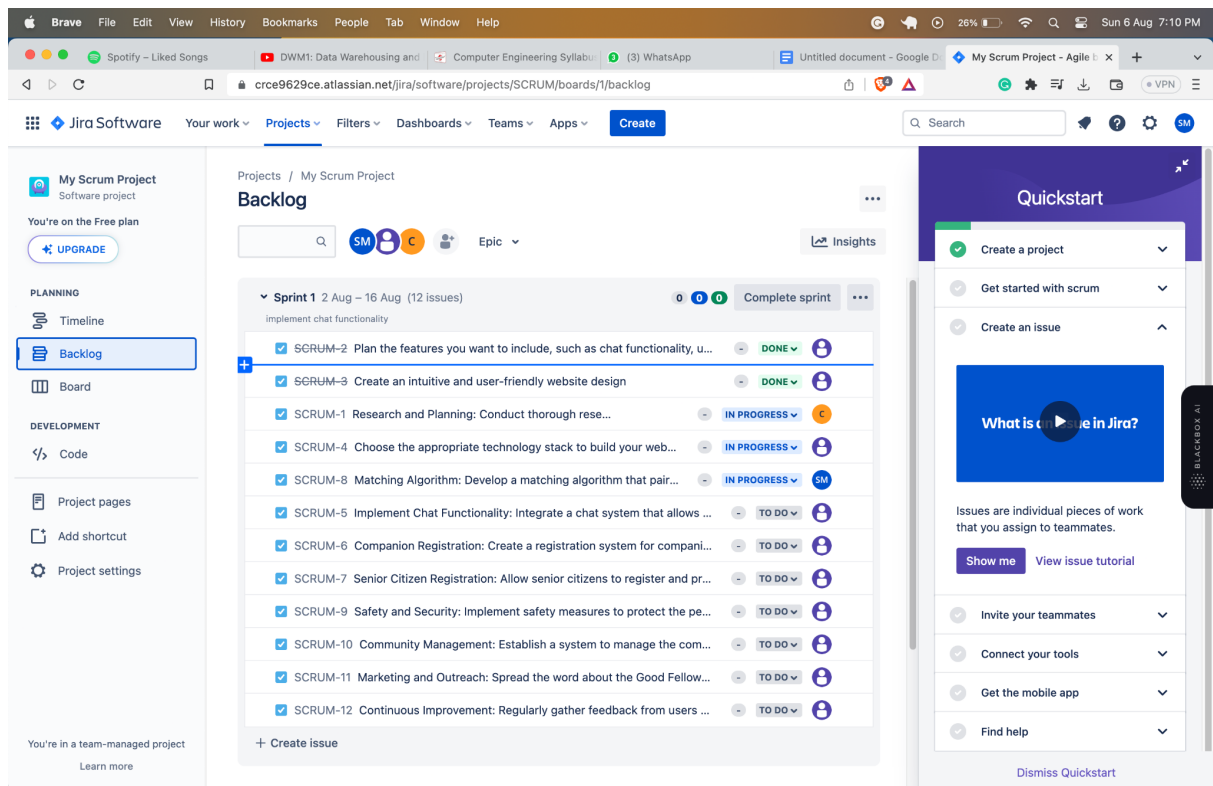 Brave File Edit View History Bookmarks People Tab Window Help 26% Sun 6 Aug 7:10 PM
Spotify – Liked Songs DWM1: Data Warehousing and Computer Engineering Syllabu (3) WhatsApp Untitled document - Google D My Scrum Project - Agile b
crce9629ce.atlassian.net/jira/software/projects/SCRUM/boards/1/backlog 4 VPN
Jira Software Your work Projects Filters Dashboards Teams Apps Create Search SM
My Scrum Project
Software project
You're on the Free plan
UPGRADE
PLANNING
Timeline
Backlog
Board
DEVELOPMENT
Code
Project pages
Add shortcut
Project settings
You're in a team-managed project
Learn more
Projects / My Scrum Project
Backlog
SM C Epic Insights
Sprint 1 2 Aug – 16 Aug (12 issues) 0 0 0 Complete sprint
implement chat functionality
SCRUM-2 Plan the features you want to include, such as chat functionality, u... - DONE
SCRUM-3 Create an intuitive and user-friendly website design - DONE
SCRUM-1 Research and Planning: Conduct thorough rese... - IN PROGRESS C
SCRUM-4 Choose the appropriate technology stack to build your web... - IN PROGRESS
SCRUM-8 Matching Algorithm: Develop a matching algorithm that pair... - IN PROGRESS SM
SCRUM-5 Implement Chat Functionality: Integrate a chat system that allows ... - TO DO
SCRUM-6 Companion Registration: Create a registration system for compani... - TO DO
SCRUM-7 Senior Citizen Registration: Allow senior citizens to register and pr... - TO DO
SCRUM-9 Safety and Security: Implement safety measures to protect the pe... - TO DO
SCRUM-10 Community Management: Establish a system to manage the com... - TO DO
SCRUM-11 Marketing and Outreach: Spread the word about the Good Fellow... - TO DO
SCRUM-12 Continuous Improvement: Regularly gather feedback from users ... - TO DO
+ Create issue
Quickstart
Create a project
Get started with scrum
Create an issue
What is an issue in Jira?
Issues are individual pieces of work
that you assign to teammates.
Show me View issue tutorial
Invite your teammates
Connect your tools
Get the mobile app
Find help
Dismiss Quickstart
BLACKBOX AI